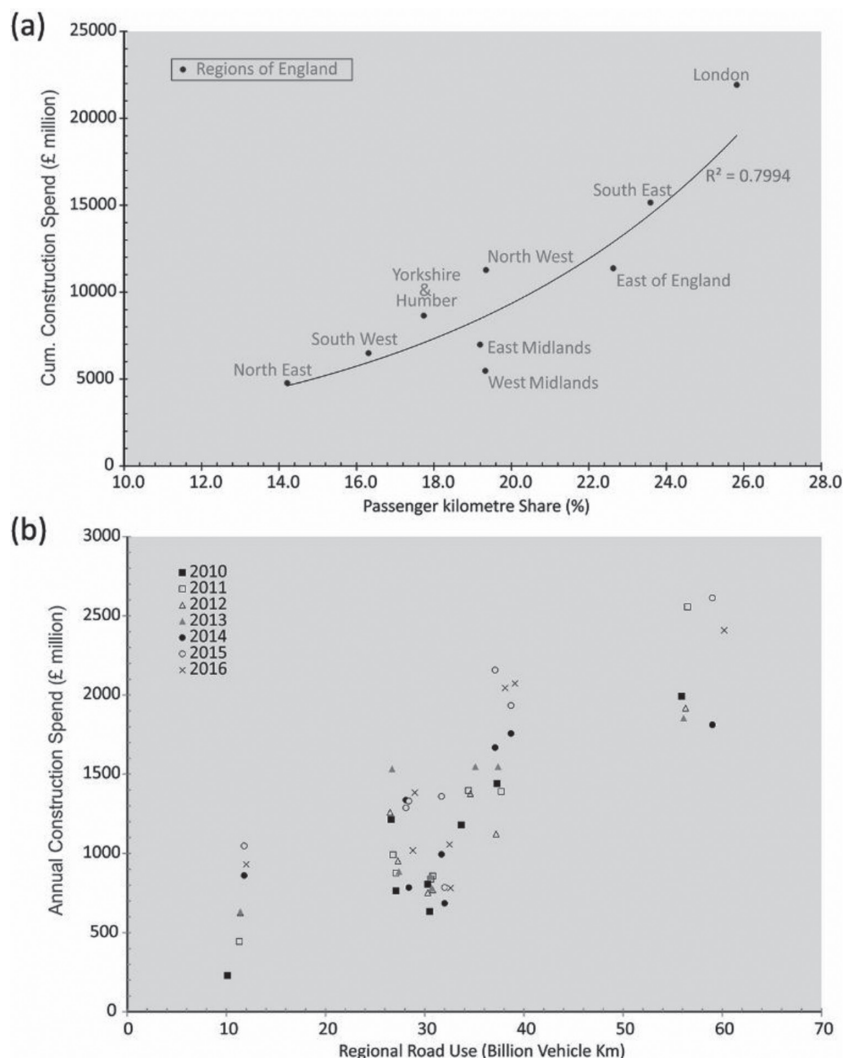 (a)
25000
20000
15000
10000
5000
0
Cum. Construction Spend (£ million)
Regions of England
London
R² = 0.7994
South East
North West
East of England
Yorkshire
&
Humber
South West
East Midlands
North East
West Midlands
10.0 12.0 14.0 16.0 18.0 20.0 22.0 24.0 26.0 28.0
Passenger kilometre Share (%)
(b)
3000
2500
2000
1500
1000
500
0
Annual Construction Spend (£ million)
2010
2011
2012
2013
2014
2015
2016
0 10 20 30 40 50 60 70
Regional Road Use (Billion Vehicle Km)